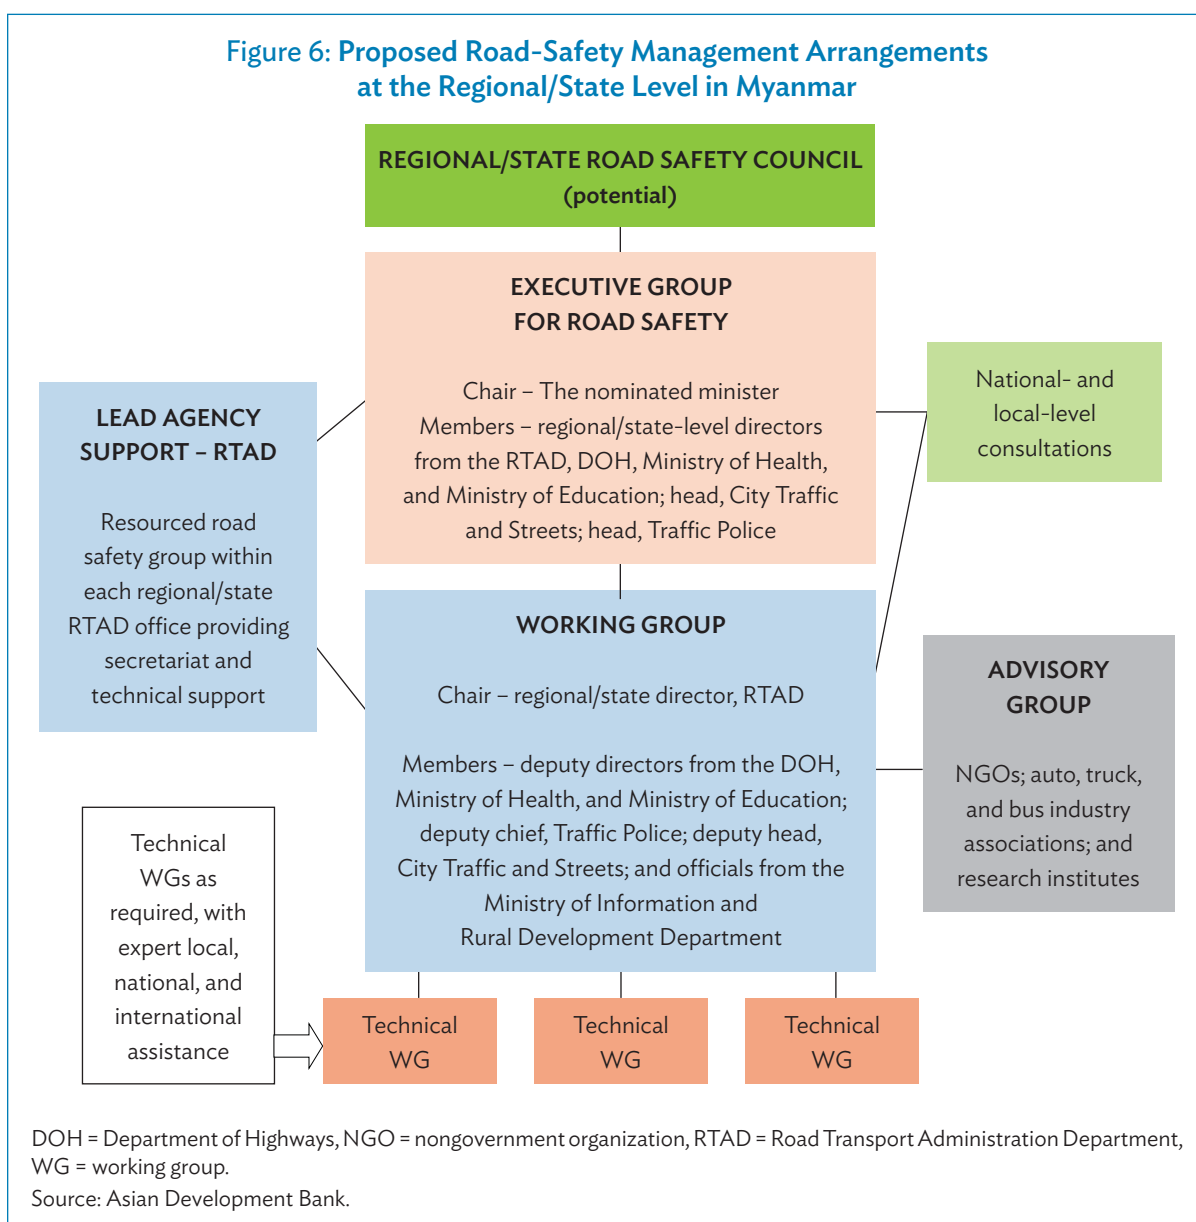 Figure 6: Proposed Road-Safety Management Arrangements
at the Regional/State Level in Myanmar
REGIONAL/STATE ROAD SAFETY COUNCIL
(potential)
EXECUTIVE GROUP
FOR ROAD SAFETY
Chair – The nominated minister
Members – regional/state-level directors
from the RTAD, DOH, Ministry of Health,
and Ministry of Education; head, City Traffic
and Streets; head, Traffic Police
National- and
local-level
consultations
LEAD AGENCY
SUPPORT – RTAD
Resourced road
safety group within
each regional/state
RTAD office providing
secretariat and
technical support
WORKING GROUP
Chair – regional/state director, RTAD
Members – deputy directors from the DOH,
Ministry of Health, and Ministry of Education;
deputy chief, Traffic Police; deputy head,
City Traffic and Streets; and officials from the
Ministry of Information and
Rural Development Department
ADVISORY
GROUP
NGOs; auto, truck,
and bus industry
associations; and
research institutes
Technical
WGs as
required, with
expert local,
national, and
international
assistance
Technical
WG
Technical
WG
Technical
WG
DOH = Department of Highways, NGO = nongovernment organization, RTAD = Road Transport Administration Department,
WG = working group.
Source: Asian Development Bank.